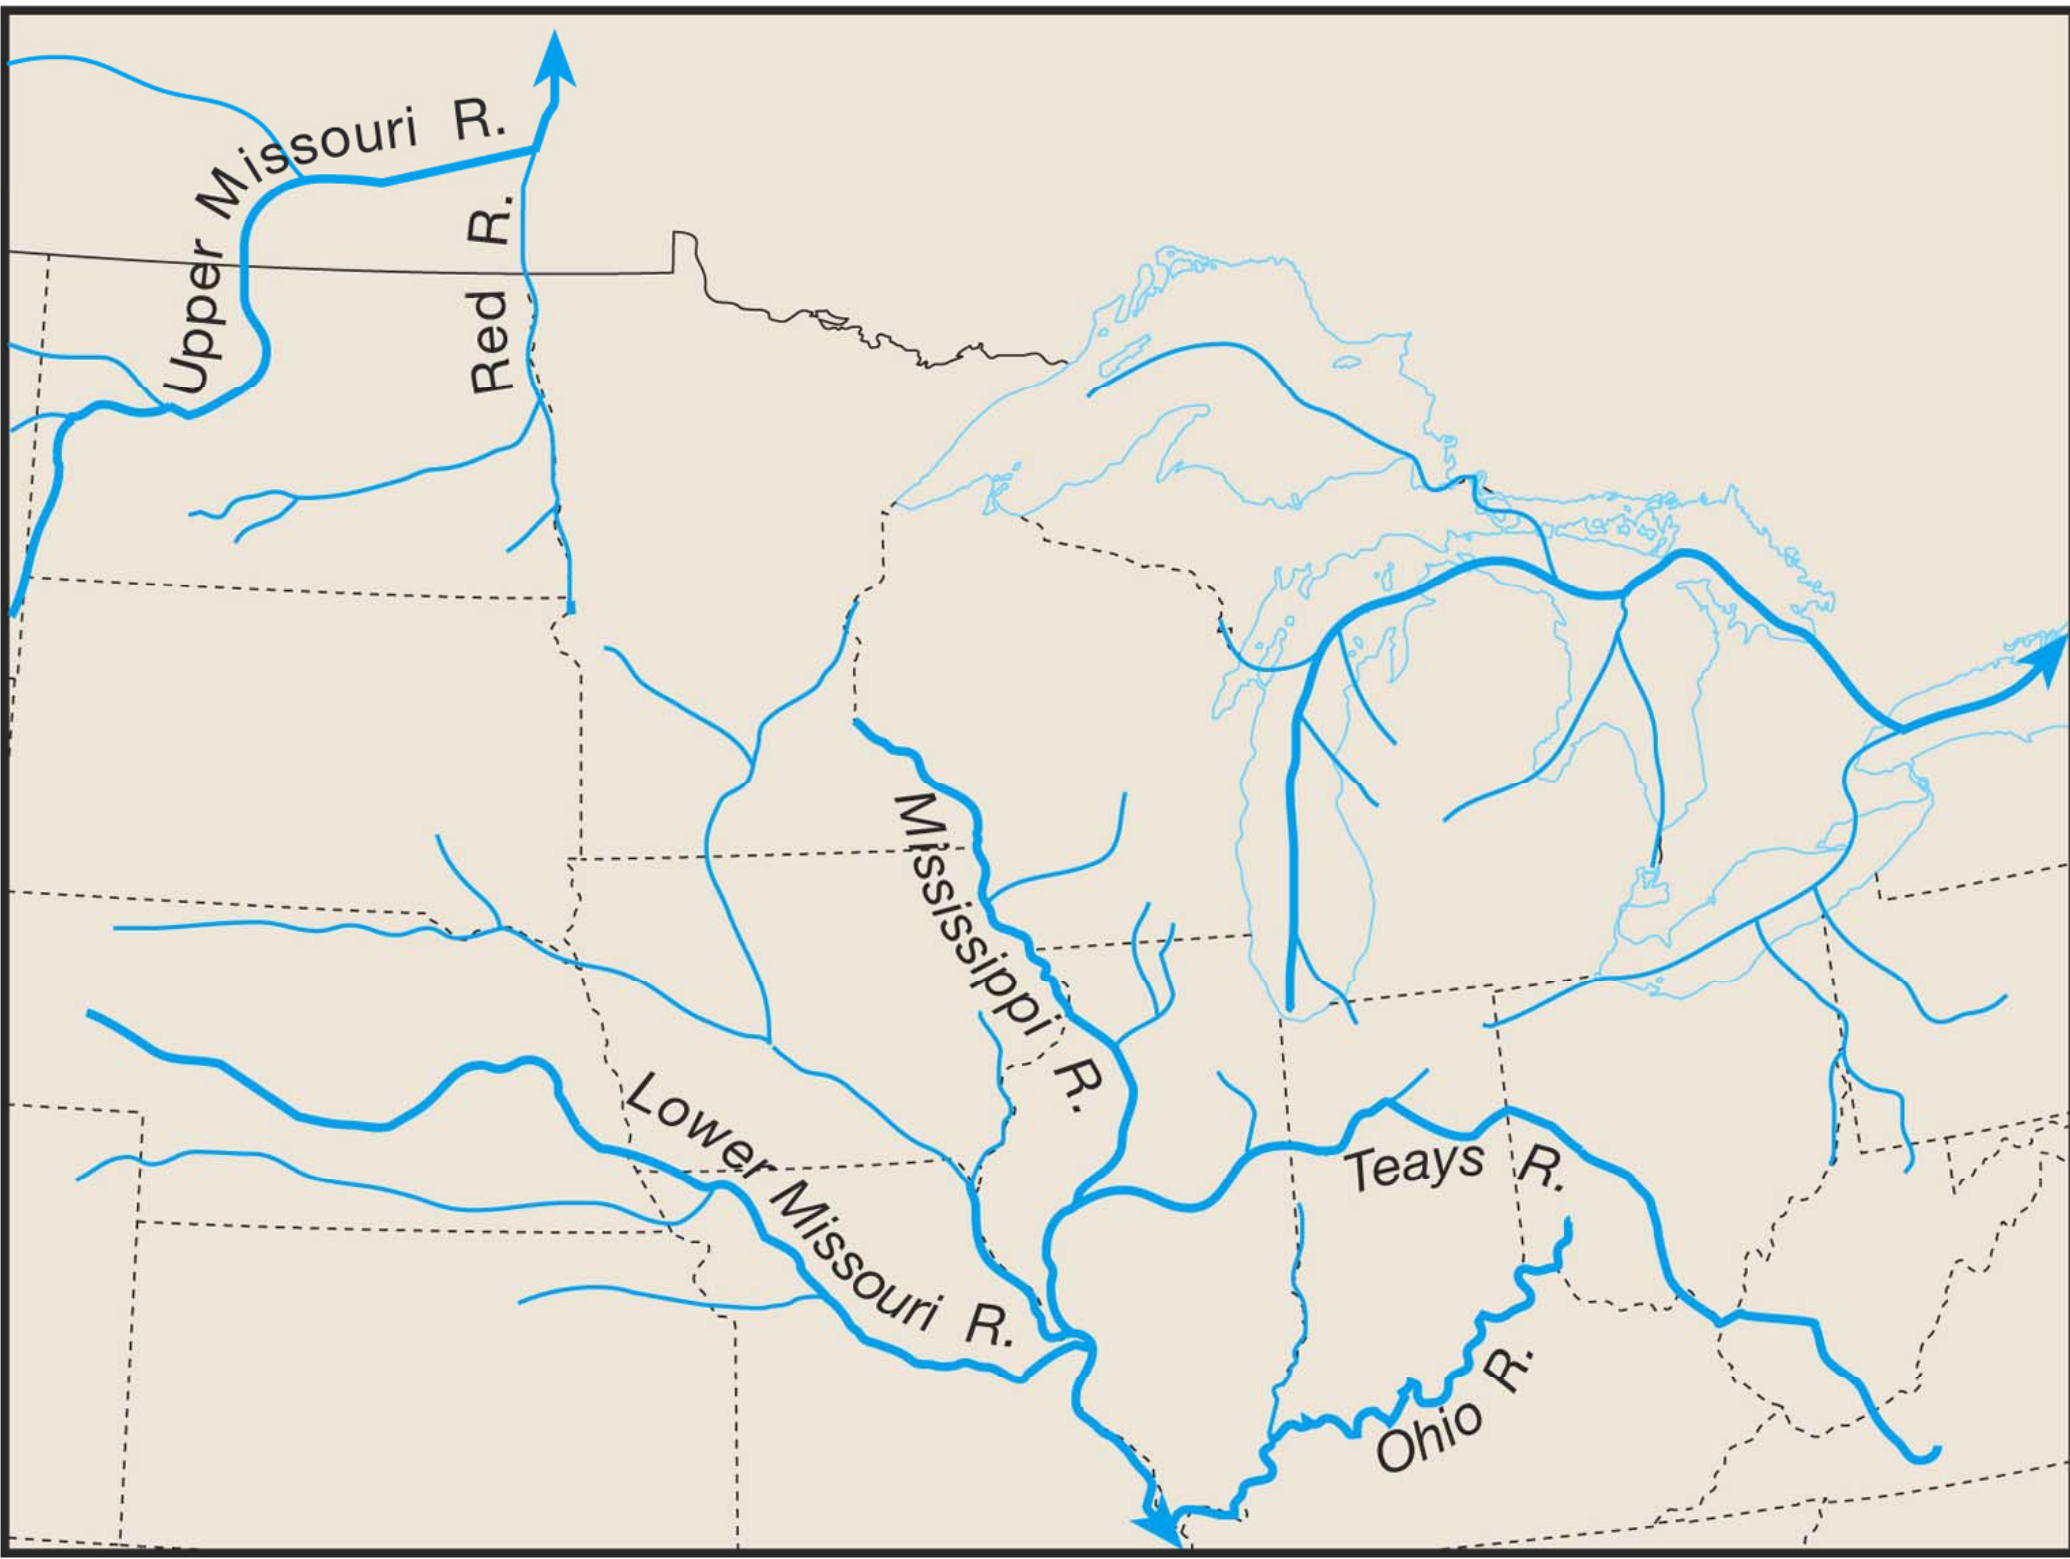 Upper Missouri R.
Red R.
Mississippi R.
Lower Missouri R.
Teays R.
Ohio R.